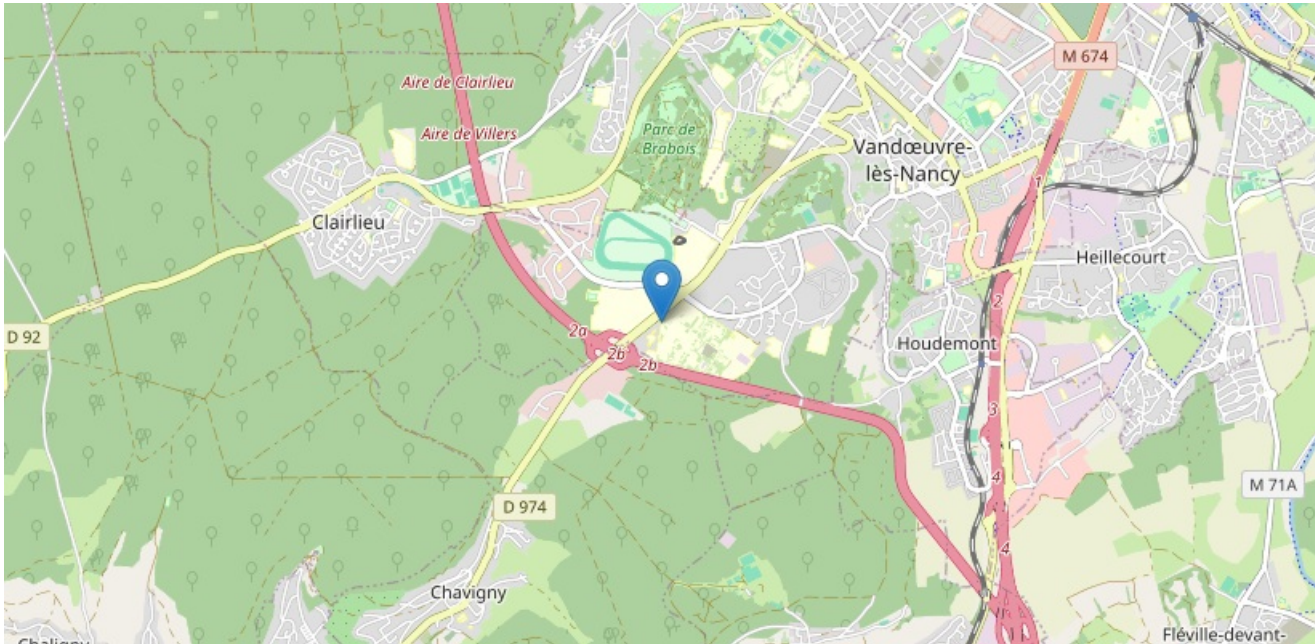 M 674
Aire de Clairlieu
Aire de Villers
Parc de
Brabois
Vandœuvre-
lès-Nancy
1
Clairlieu
Heillecourt
2
D 92
2a
2b
2b
Houdemont
3
4
M 71A
D 974
4
Chavigny
Fléville-devant-